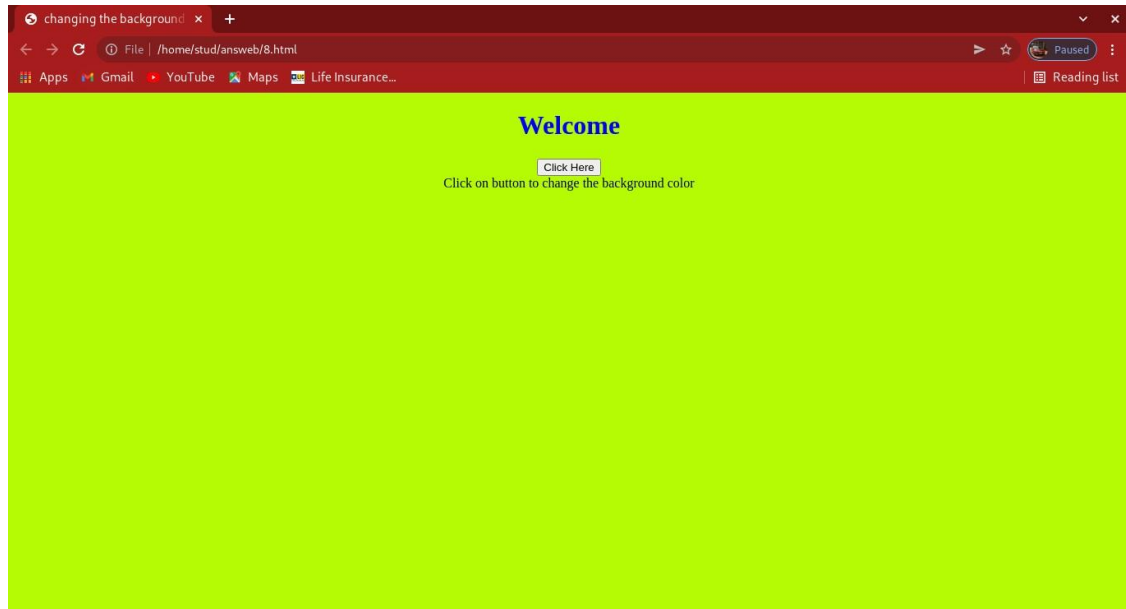 changing the background
File | /home/stud/answeb/8.html
Paused
Apps Gmail YouTube Maps Life Insurance...
Reading list
Welcome
Click Here
Click on button to change the background color